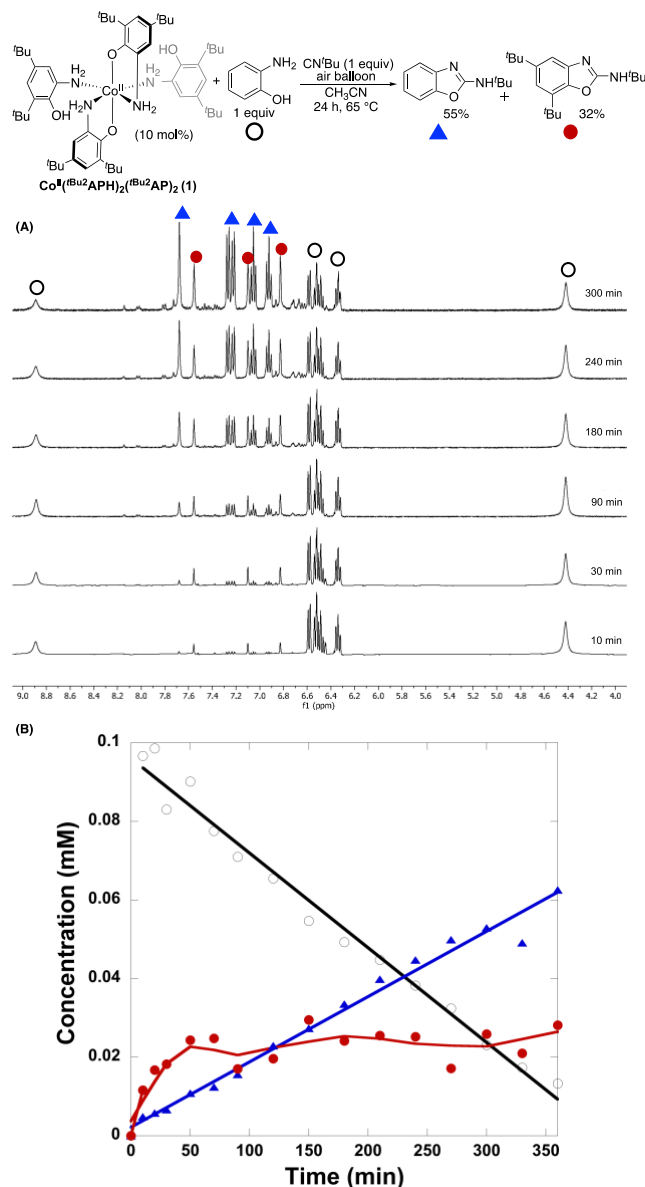 tBu
tBu
tBu
O
HO
tBu
H2
N
CoII
N
H2
tBu
OH
H2N
NH2
tBu
tBu
O
tBu
tBu
(10 mol%)
CoII(tBu2APH)2(tBu2AP)2 (1)
+
NH2
OH
1 equiv
CNtBu (1 equiv)
air balloon
CH3CN
24 h, 65 °C
N
NHtBu
O
55%
+
tBu
N
NHtBu
O
tBu
32%
(A)
300 min
240 min
180 min
90 min
30 min
10 min
9.0 8.8 8.6 8.4 8.2 8.0 7.8 7.6 7.4 7.2 7.0 6.8 6.6 6.4 6.2 6.0 5.8 5.6 5.4 5.2 5.0 4.8 4.6 4.4 4.2 4.0
f1 (ppm)
(B)
Concentration (mM)
0.1
0.08
0.06
0.04
0.02
0
0 50 100 150 200 250 300 350
Time (min)